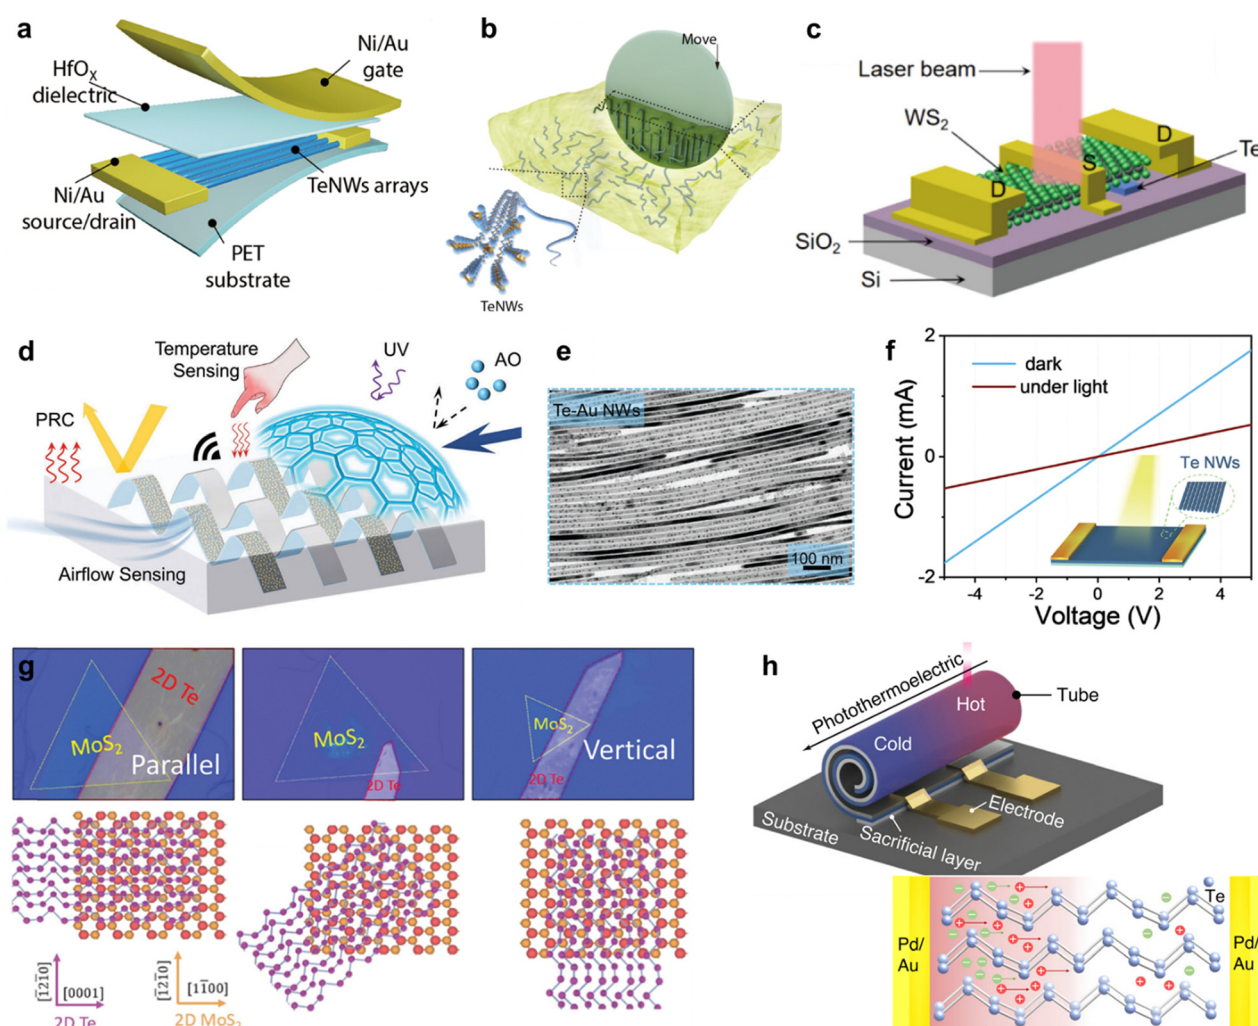 a
Ni/Au
gate
HfOₓ
dielectric
Ni/Au
source/drain
TeNWs arrays
PET
substrate
b
Move
TeNWs
c
Laser beam
WS₂
D
S
D
Te
SiO₂
Si
d
Temperature
Sensing
UV
AO
PRC
Airflow Sensing
e
Te-Au NWs
100 nm
f
2
0
-2
Current (mA)
dark
under light
Te NWs
-4
-2
0
2
4
Voltage (V)
g
2D Te
MoS₂
Parallel
MoS₂
2D Te
MoS₂
Vertical
2D Te
[1̄21̄0]
[0001]
2D Te
[1̄21̄0]
[11̄00]
2D MoS₂
h
Photothermoelectric
Hot
Tube
Cold
Electrode
Sacrificial layer
Substrate
Te
Pd/
Au
Pd/
Au